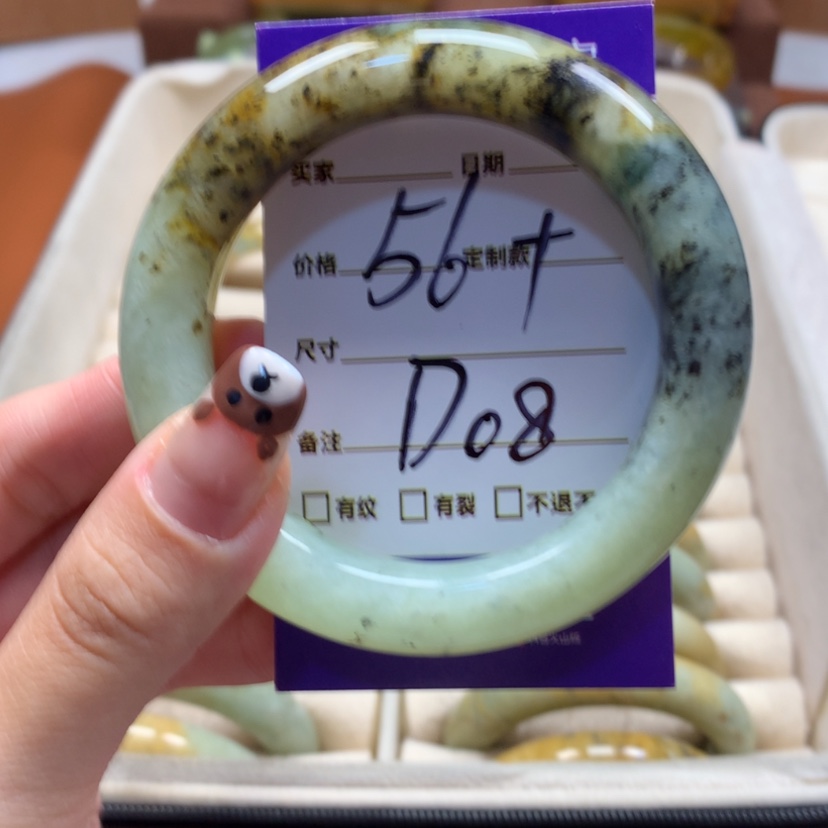 买家 日期
价格 56+ 定制款
尺寸
备注 D08
有纹 有裂 不退不